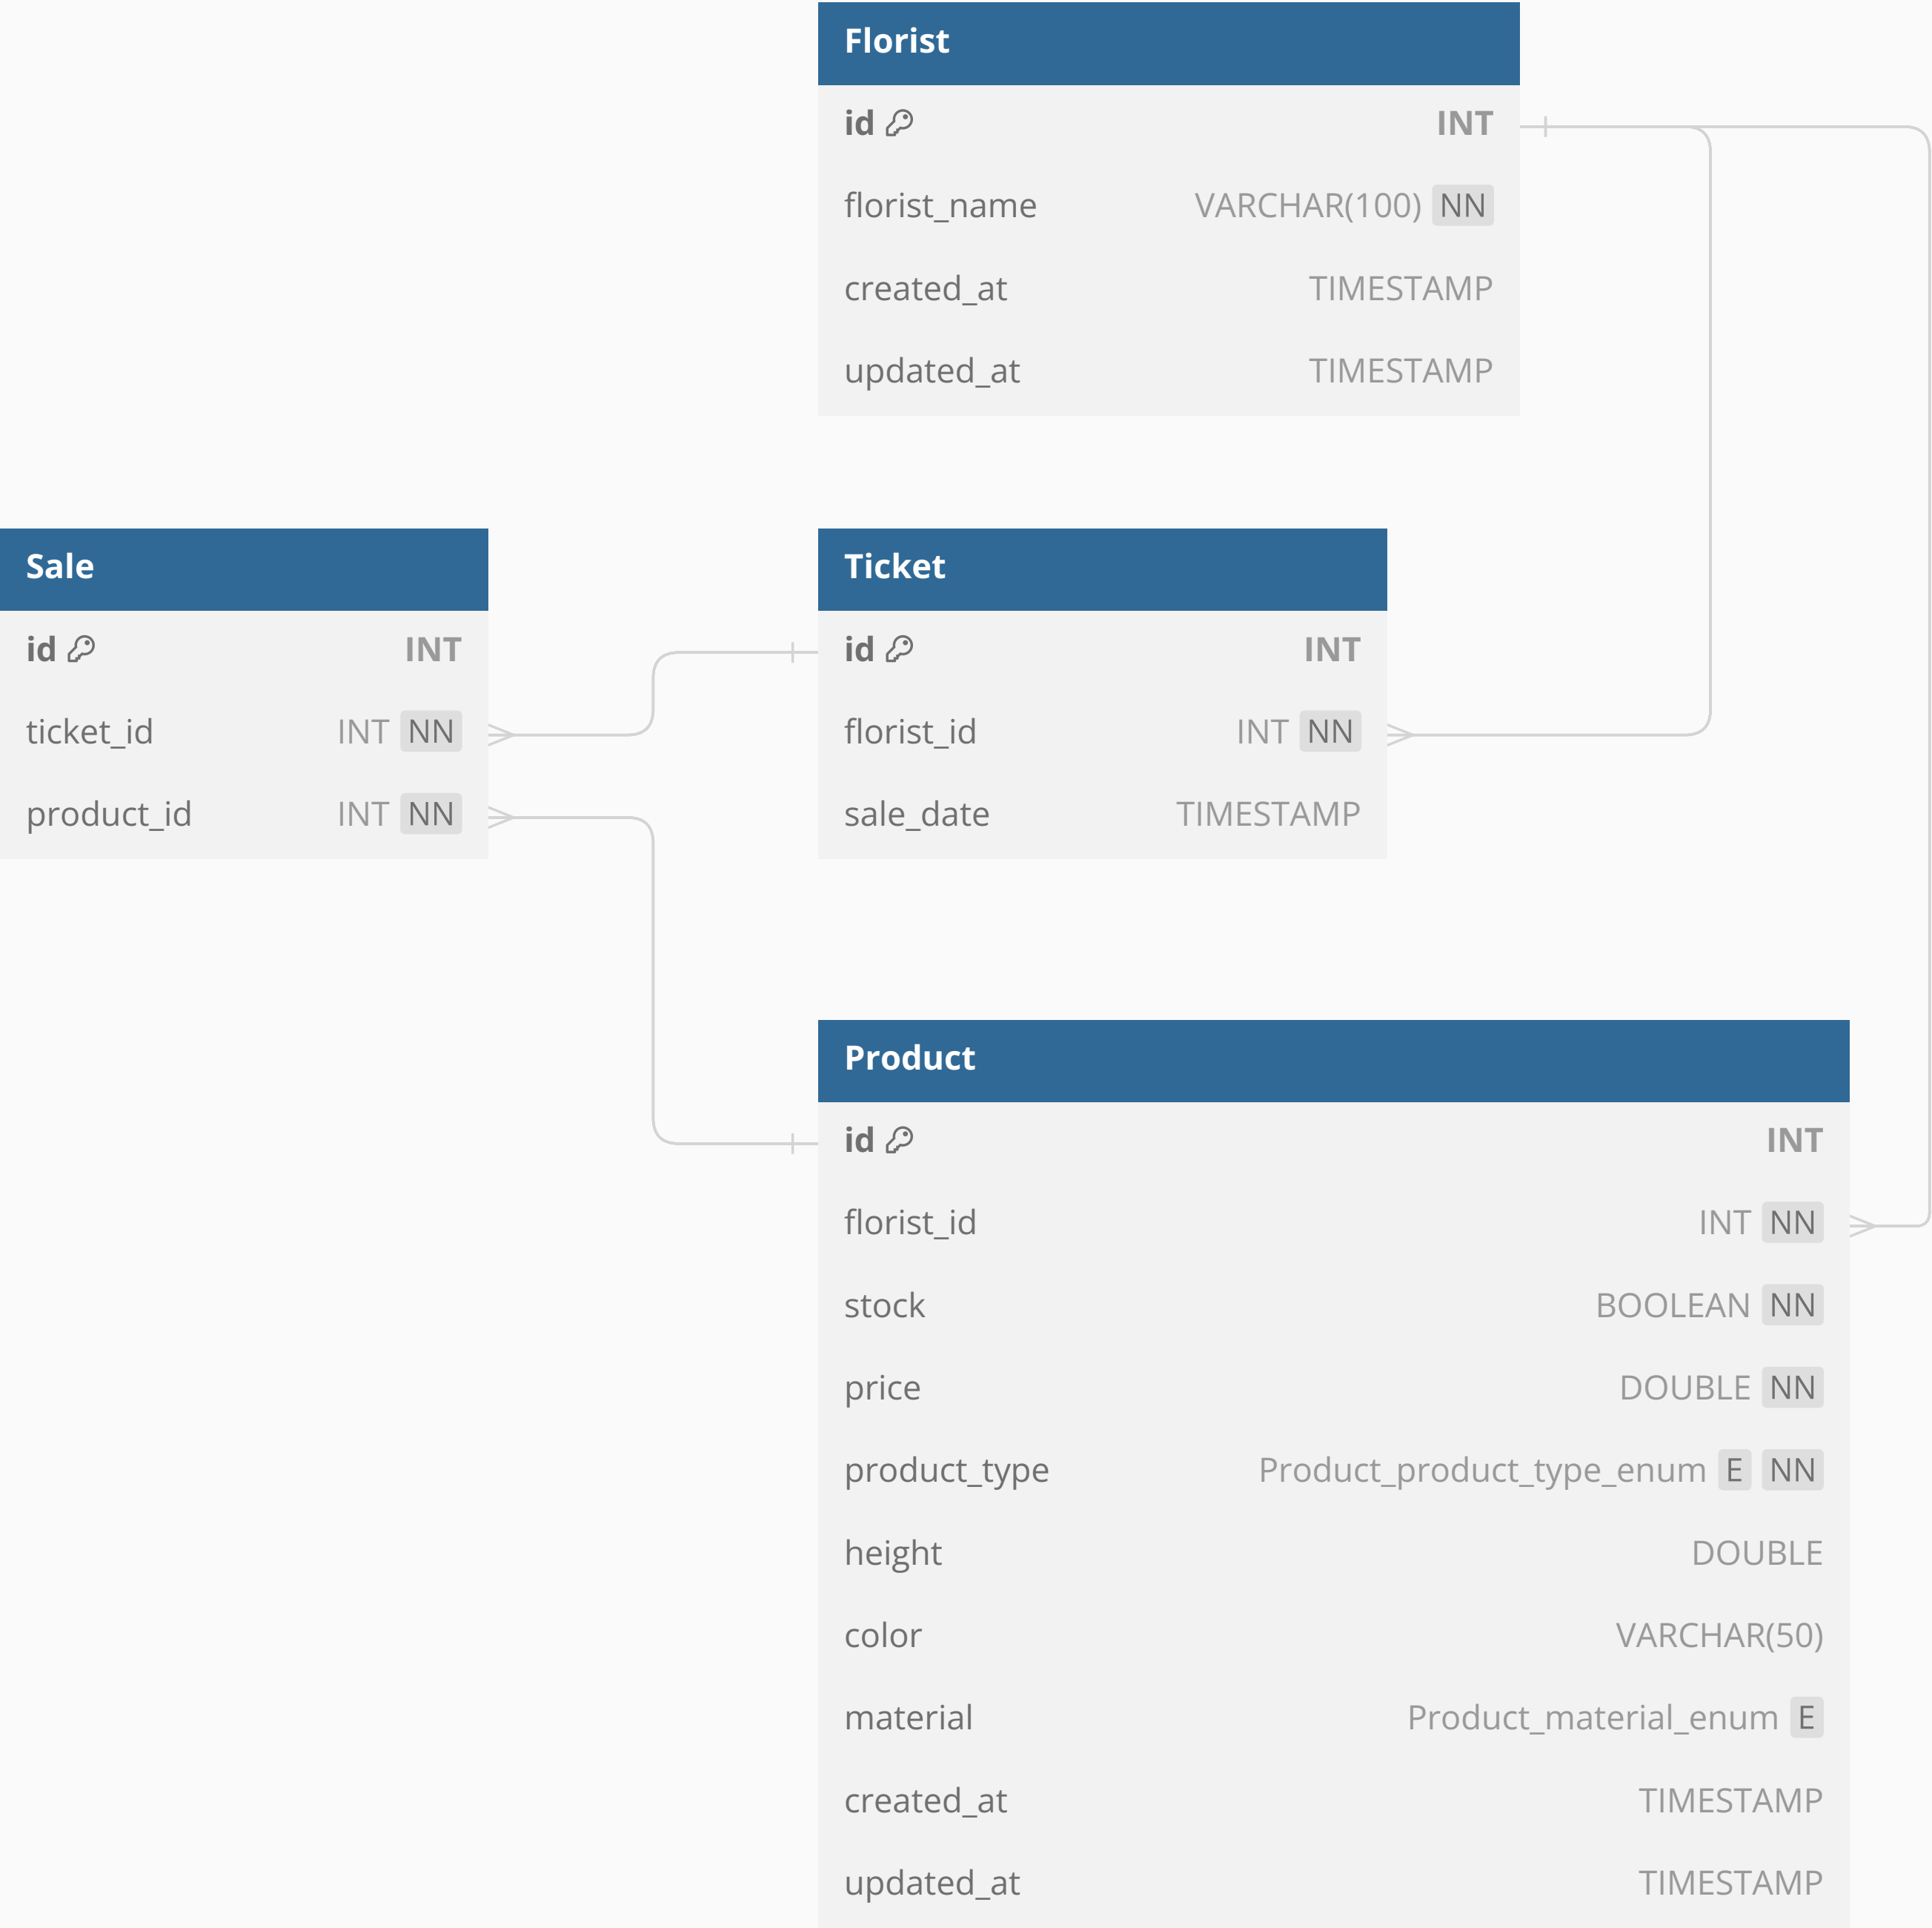 Florist
id INT
florist_name VARCHAR(100) NN
created_at TIMESTAMP
updated_at TIMESTAMP
Sale
id INT
ticket_id INT NN
product_id INT NN
Ticket
id INT
florist_id INT NN
sale_date TIMESTAMP
Product
id INT
florist_id INT NN
stock BOOLEAN NN
price DOUBLE NN
product_type Product_product_type_enum E NN
height DOUBLE
color VARCHAR(50)
material Product_material_enum E
created_at TIMESTAMP
updated_at TIMESTAMP